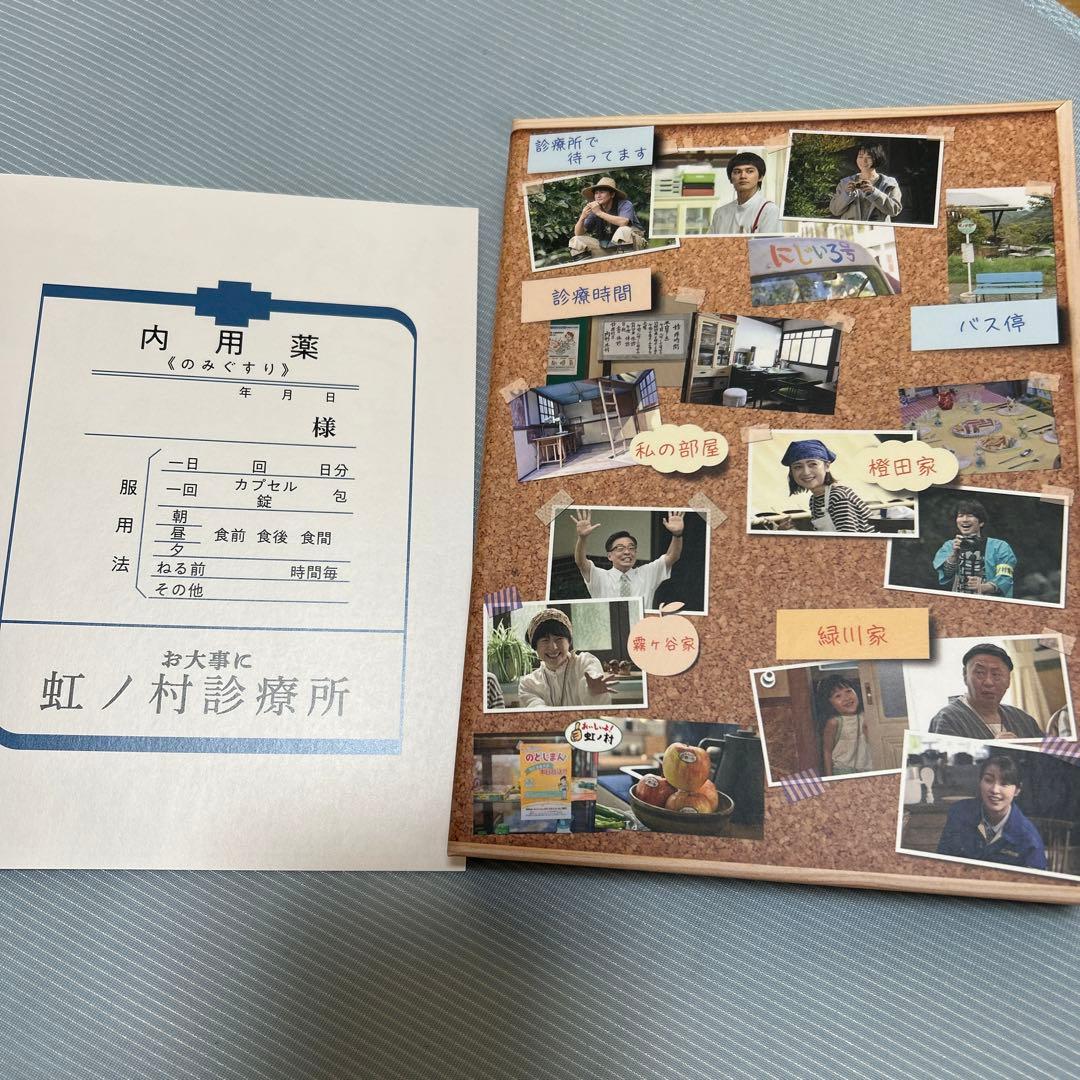 内用薬
《のみぐすり》
年 月 日
様
服用法
一日 回 日分
一回 カプセル 錠 包
朝
昼 食前 食後 食間
夕
ねる前 時間毎
その他
お大事に
虹ノ村診療所
診療所で
待ってます
にじいろ号
診療時間
バス停
私の部屋
橙田家
霧ヶ谷家
緑川家
おいしいよ!
虹ノ村
のどじまん